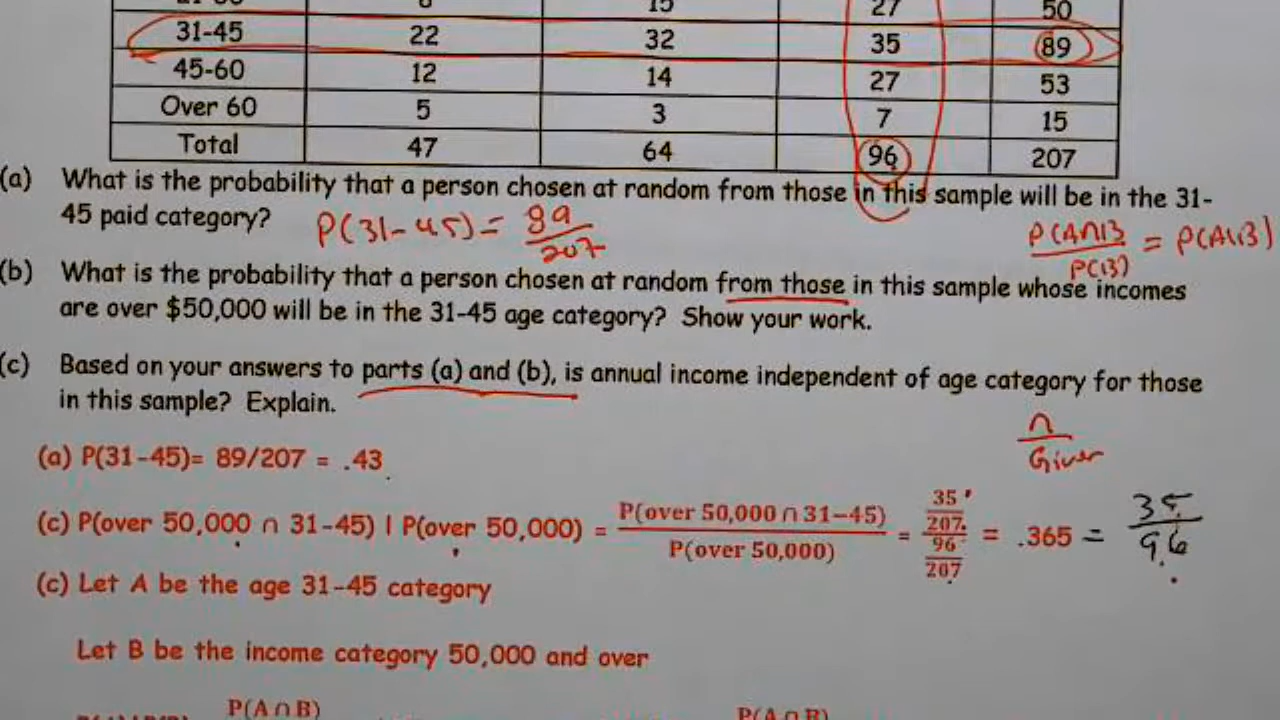 15 27 50
31-45 22 32 35 89
45-60 12 14 27 53
Over 60 5 3 7 15
Total 47 64 96 207
(a) What is the probability that a person chosen at random from those in this sample will be in the 31-
45 paid category? P(31-45) = 89/207
P(A∩B)/P(B) = P(A|B)
(b) What is the probability that a person chosen at random from those in this sample whose incomes
are over $50,000 will be in the 31-45 age category? Show your work.
(c) Based on your answers to parts (a) and (b), is annual income independent of age category for those
in this sample? Explain.
∩/Given
(a) P(31-45)= 89/207 = .43
(c) P(over 50,000 ∩ 31-45) | P(over 50,000) = P(over 50,000 ∩ 31-45)/P(over 50,000) = 35/207/96/207 = .365 = 35/96
(c) Let A be the age 31-45 category
Let B be the income category 50,000 and over
P(A∩B) P(A∩B)